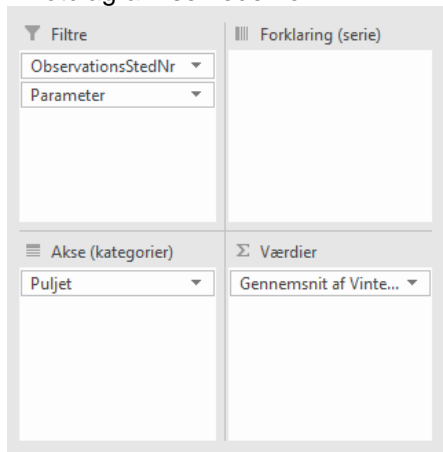 Filtre
ObservationsStedNr
Parameter
Forklaring (serie)
Akse (kategorier)
Puljet
Σ Værdier
Gennemsnit af Vinte...